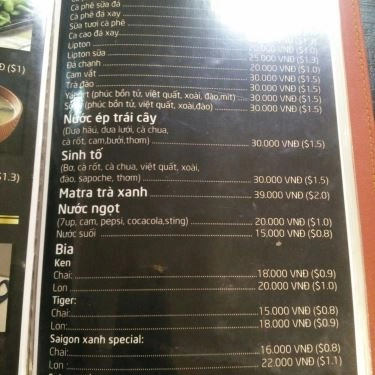 Cà phê sữa đá
Cà phê đá xay
Sữa tươi cà phê
Ca cao đá xay
Lipton 20.000 VNĐ ($1.0)
Lipton sữa 25.000 VNĐ ($1.3)
Đá chanh 20.000 VNĐ ($1.0)
Cam vắt 30.000 VNĐ ($1.5)
Trà đào 30.000 VNĐ ($1.5)
(phúc bồn tử, việt quất, xoài, đào,mít) 30.000 VNĐ ($1.5)
(phúc bồn tử, việt quất, xoài,đào) 30.000 VNĐ ($1.5)
Nước ép trái cây
(Dưa hấu, dưa lưới, cà chua,
cà rốt, cam,bưởi,thơm) 30.000 VNĐ ($1.5)
Sinh tố
(Bơ, cà rốt, cà chua, việt quất, xoài,
đào, sapoche, thơm) 30.000 VNĐ ($1.5)
Matra trà xanh 39.000 VNĐ ($2.0)
Nước ngọt
(7up, cam, pepsi, cocacola,sting) 20.000 VNĐ ($1.0)
Nước suối 15.000 VNĐ ($0.8)
Bia
Ken
Chai: 18.000 VNĐ ($0.9)
Lon 20.000 VNĐ ($1.0)
Tiger:
Chai: 15.000 VNĐ ($0.8)
Lon: 18.000 VNĐ ($0.9)
Saigon xanh special:
Chai: 16.000 VNĐ ($0.8)
Lon: 22.000 VNĐ ($1.1)
Đ ($1)
$1.3)